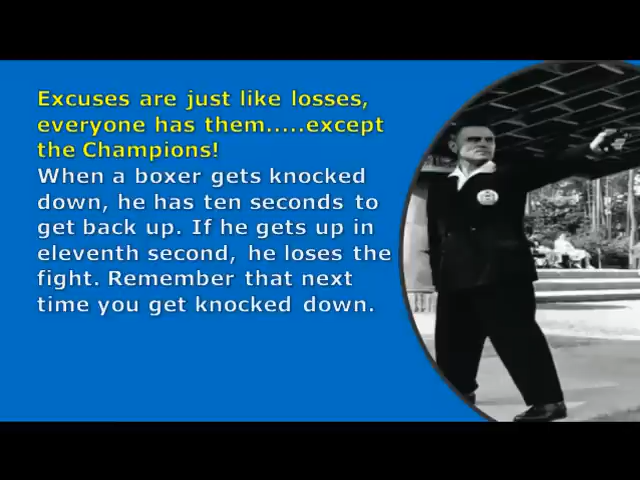 Excuses are just like losses,
everyone has them.....except
the Champions!
When a boxer gets knocked
down, he has ten seconds to
get back up. If he gets up in
eleventh second, he loses the
fight. Remember that next
time you get knocked down.